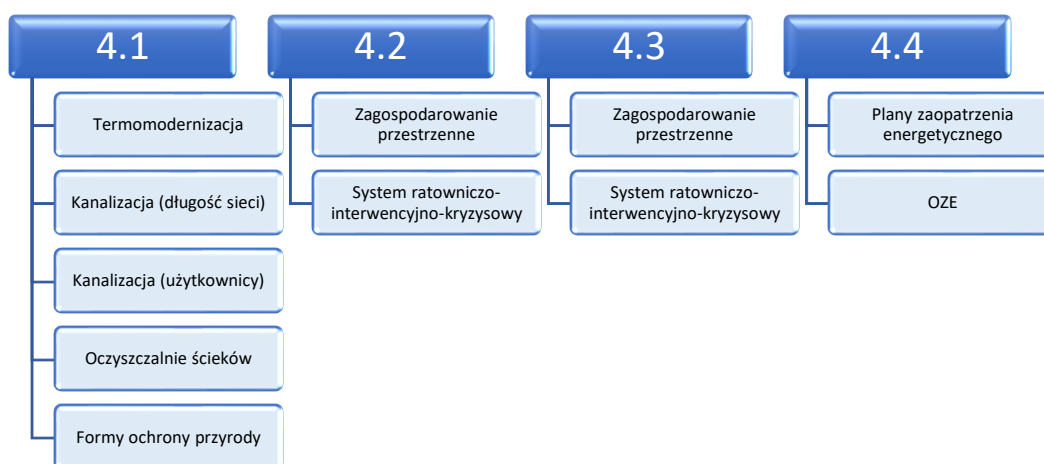 4.1
Termomodernizacja
Kanalizacja (długość sieci)
Kanalizacja (użytkownicy)
Oczyszczalnie ścieków
Formy ochrony przyrody
4.2
Zagospodarowanie
przestrzenne
System ratowniczo-
interwencyjno-kryzysowy
4.3
Zagospodarowanie
przestrzenne
System ratowniczo-
interwencyjno-kryzysowy
4.4
Plany zaopatrzenia
energetycznego
OZE